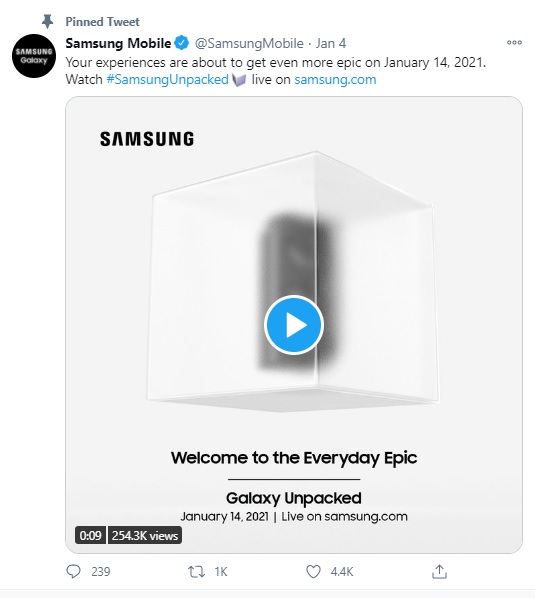 Pinned Tweet
SAMSUNG
Galaxy
Samsung Mobile @SamsungMobile · Jan 4
Your experiences are about to get even more epic on January 14, 2021.
Watch #SamsungUnpacked live on samsung.com
SAMSUNG
Welcome to the Everyday Epic
Galaxy Unpacked
January 14, 2021 | Live on samsung.com
0:09 254.3K views
239 1K 4.4K